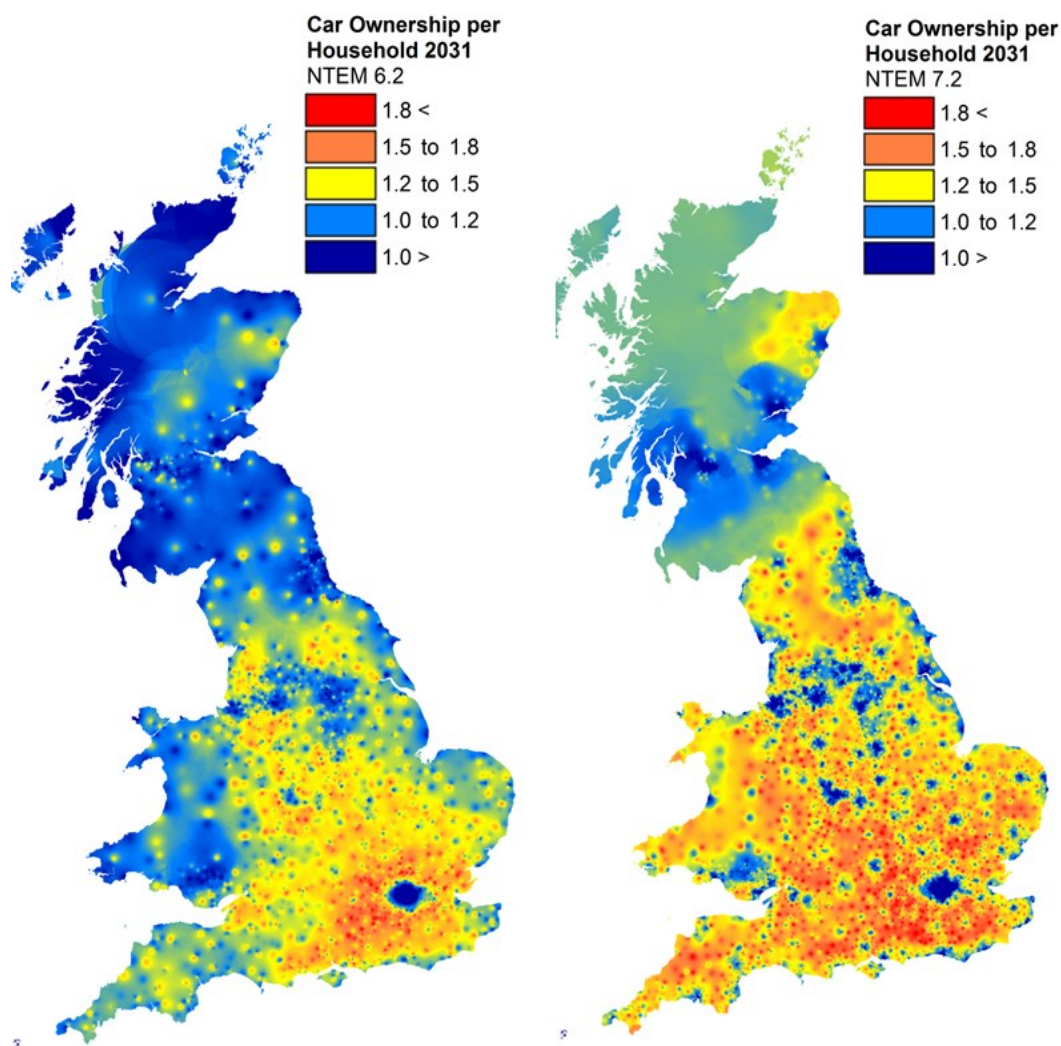 Car Ownership per
Household 2031
NTEM 6.2
1.8 <
1.5 to 1.8
1.2 to 1.5
1.0 to 1.2
1.0 >
Car Ownership per
Household 2031
NTEM 7.2
1.8 <
1.5 to 1.8
1.2 to 1.5
1.0 to 1.2
1.0 >